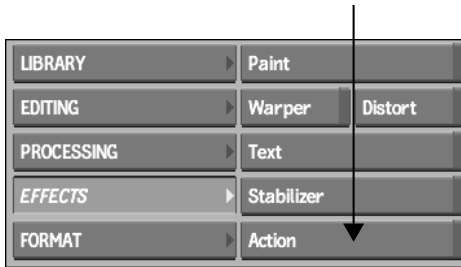 LIBRARY Paint
EDITING Warper Distort
PROCESSING Text
EFFECTS Stabilizer
FORMAT Action